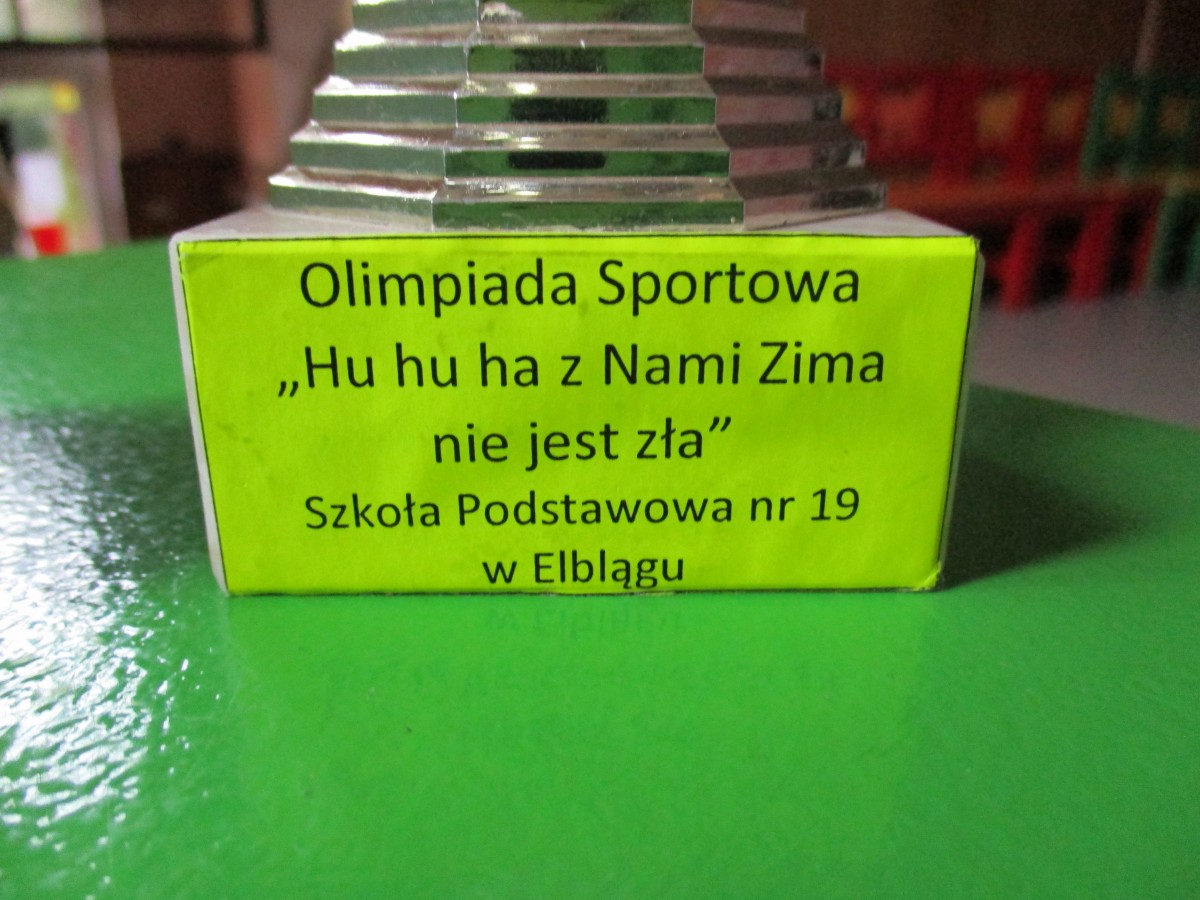 Olimpiada Sportowa
„Hu hu ha z Nami Zima
nie jest zła”
Szkoła Podstawowa nr 19
w Elblągu